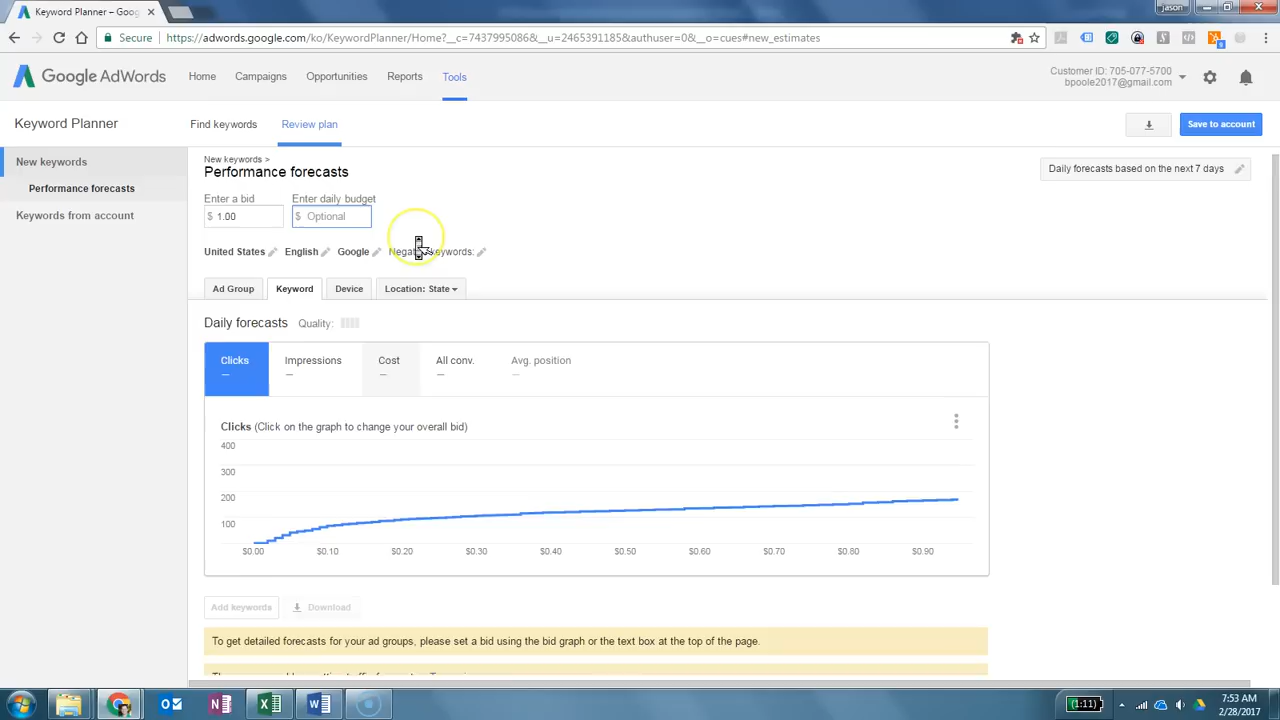 Keyword Planner – Goog
jason
Secure
https://adwords.google.com/ko/KeywordPlanner/Home?__c=7437995086&__u=2465391185&authuser=0&__o=cues#new_estimates
Google AdWords
Home
Campaigns
Opportunities
Reports
Tools
Customer ID: 705-077-5700
bpoole2017@gmail.com
Keyword Planner
Find keywords
Review plan
Save to account
New keywords
Performance forecasts
Keywords from account
New keywords >
Performance forecasts
Daily forecasts based on the next 7 days
Enter a bid
Enter daily budget
$ 1.00
$ Optional
United States
English
Google
keywords:
Ad Group
Keyword
Device
Location: State
Daily forecasts
Quality:
Clicks
Impressions
Cost
All conv.
Avg. position
–
–
–
–
–
Clicks (Click on the graph to change your overall bid)
400
300
200
100
$0.00
$0.10
$0.20
$0.30
$0.40
$0.50
$0.60
$0.70
$0.80
$0.90
Add keywords
Download
To get detailed forecasts for your ad groups, please set a bid using the bid graph or the text box at the top of the page.
(1:11)
7:53 AM
2/28/2017